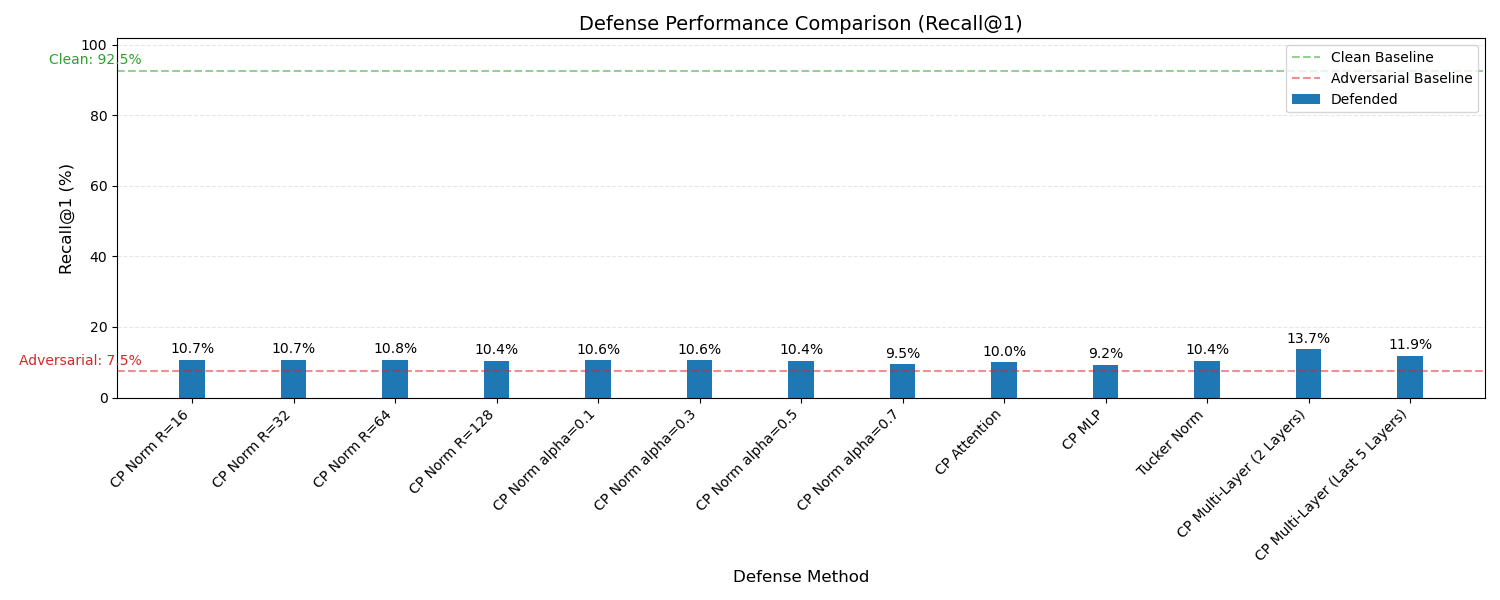 Defense Performance Comparison (Recall@1)
Clean: 92.5%
Adversarial: 7.5%
Recall@1 (%)
100
80
60
40
20
0
Clean Baseline
Adversarial Baseline
Defended
10.7%
10.7%
10.8%
10.4%
10.6%
10.6%
10.4%
9.5%
10.0%
9.2%
10.4%
13.7%
11.9%
CP Norm R=16
CP Norm R=32
CP Norm R=64
CP Norm R=128
CP Norm alpha=0.1
CP Norm alpha=0.3
CP Norm alpha=0.5
CP Norm alpha=0.7
CP Attention
CP MLP
Tucker Norm
CP Multi-Layer (2 Layers)
CP Multi-Layer (Last 5 Layers)
Defense Method